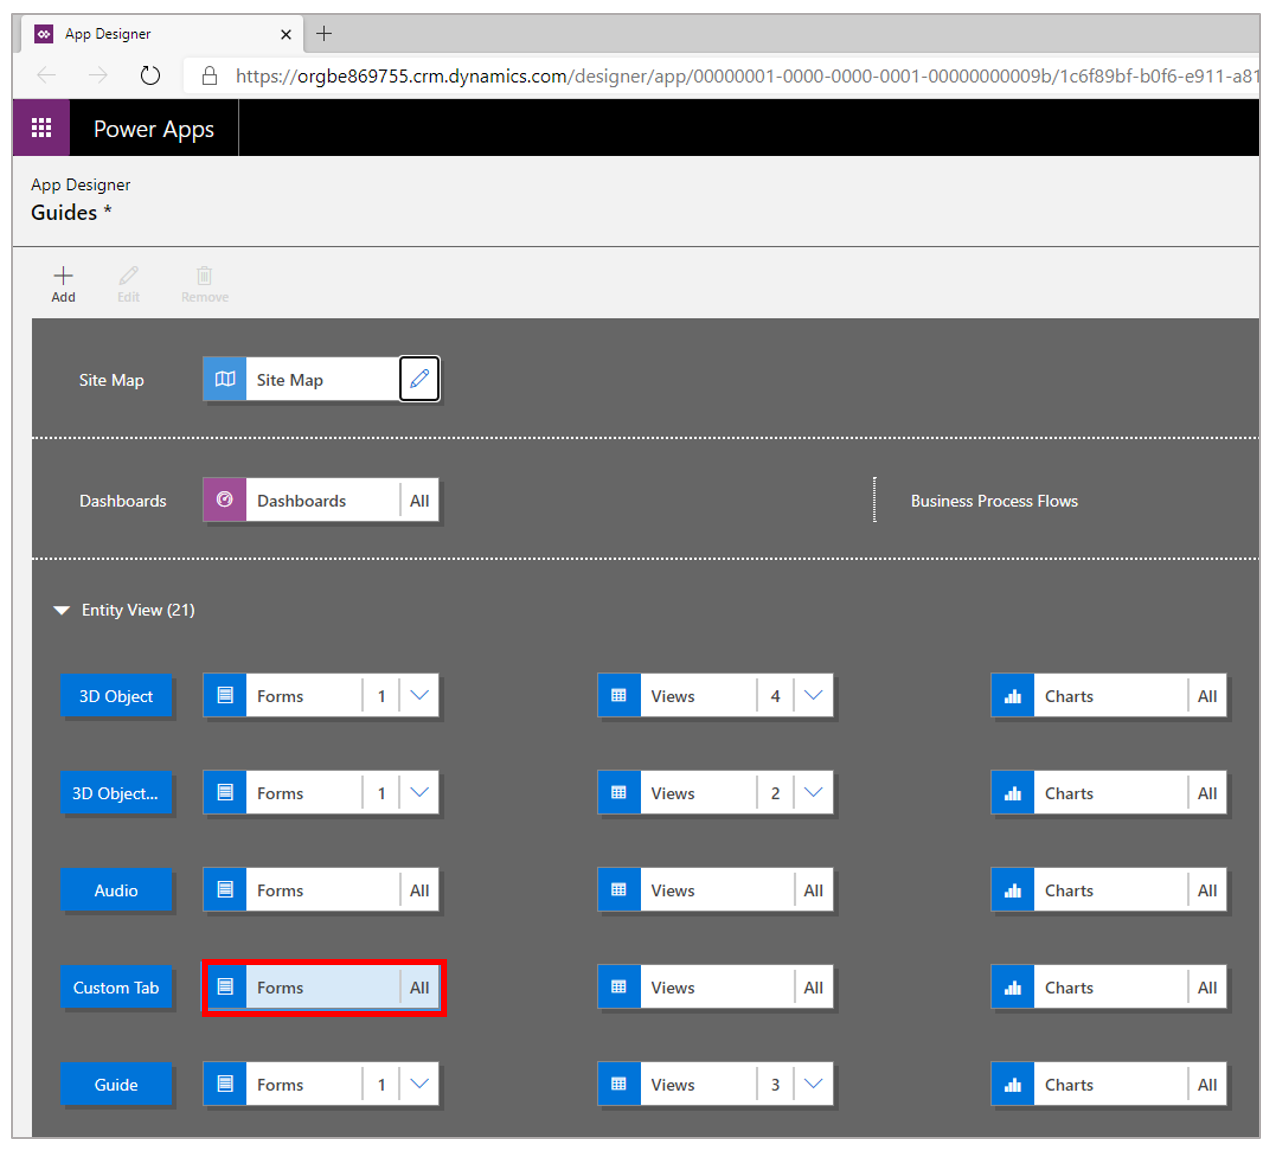 App Designer
https://orgbe869755.crm.dynamics.com/designer/app/00000001-0000-0000-0001-00000000009b/1c6f89bf-b0f6-e911-a81
Power Apps
App Designer
Guides *
Add Edit Remove
Site Map Site Map
Dashboards Dashboards All Business Process Flows
Entity View (21)
3D Object Forms 1 Views 4 Charts All
3D Object... Forms 1 Views 2 Charts All
Audio Forms All Views All Charts All
Custom Tab Forms All Views All Charts All
Guide Forms 1 Views 3 Charts All